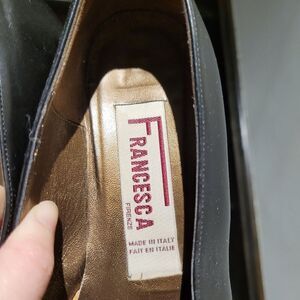 FRANCESCA
FIRENZE
MADE IN ITALY
FAIT EN ITALIE